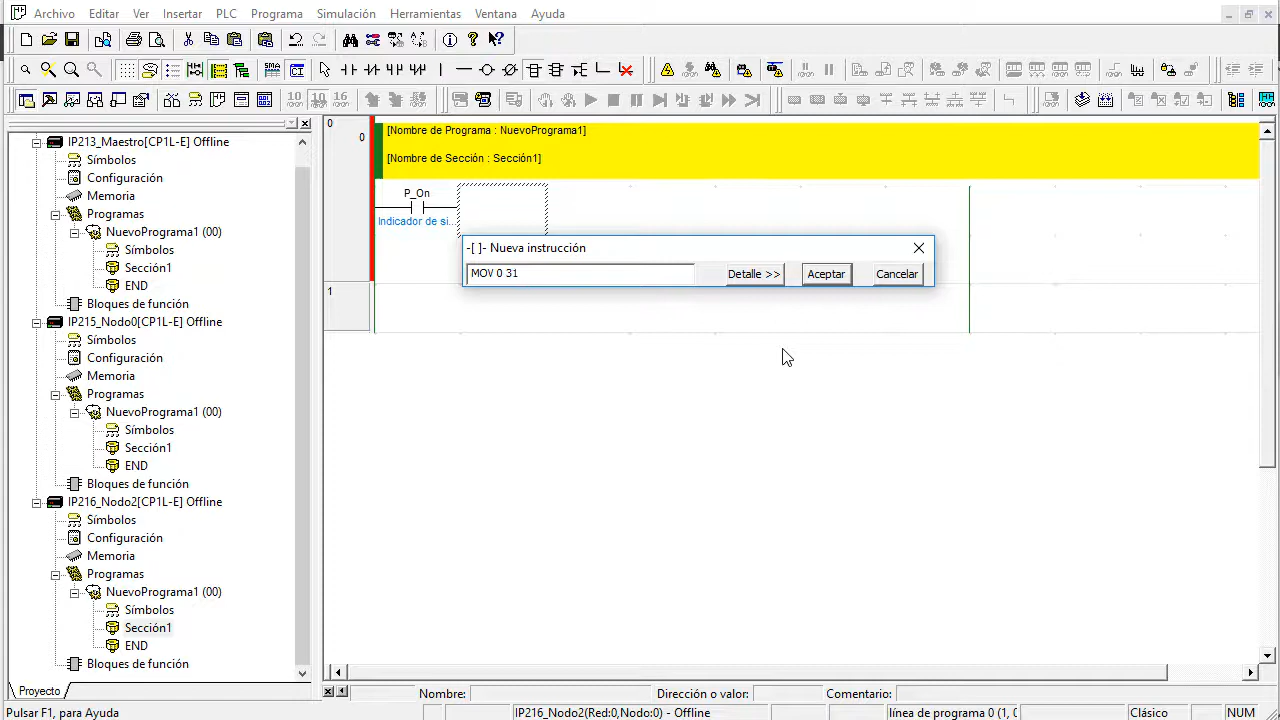 Archivo Editar Ver Insertar PLC Programa Simulación Herramientas Ventana Ayuda
10 10 16
IP213_Maestro[CP1L-E] Offline
Símbolos
Configuración
Memoria
Programas
NuevoPrograma1 (00)
Símbolos
Sección1
END
Bloques de función
IP215_Nodo0[CP1L-E] Offline
Símbolos
Configuración
Memoria
Programas
NuevoPrograma1 (00)
Símbolos
Sección1
END
Bloques de función
IP216_Nodo2[CP1L-E] Offline
Símbolos
Configuración
Memoria
Programas
NuevoPrograma1 (00)
Símbolos
Sección1
END
Bloques de función
Proyecto
0
0
[Nombre de Programa : NuevoPrograma1]
[Nombre de Sección : Sección1]
P_On
Indicador de si...
-[ ]- Nueva instrucción
MOV 0 31
Detalle >> Aceptar Cancelar
1
Nombre: Dirección o valor: Comentario:
Pulsar F1, para Ayuda IP216_Nodo2(Red:0,Nodo:0) - Offline línea de programa 0 (1, 0 Clásico NUM